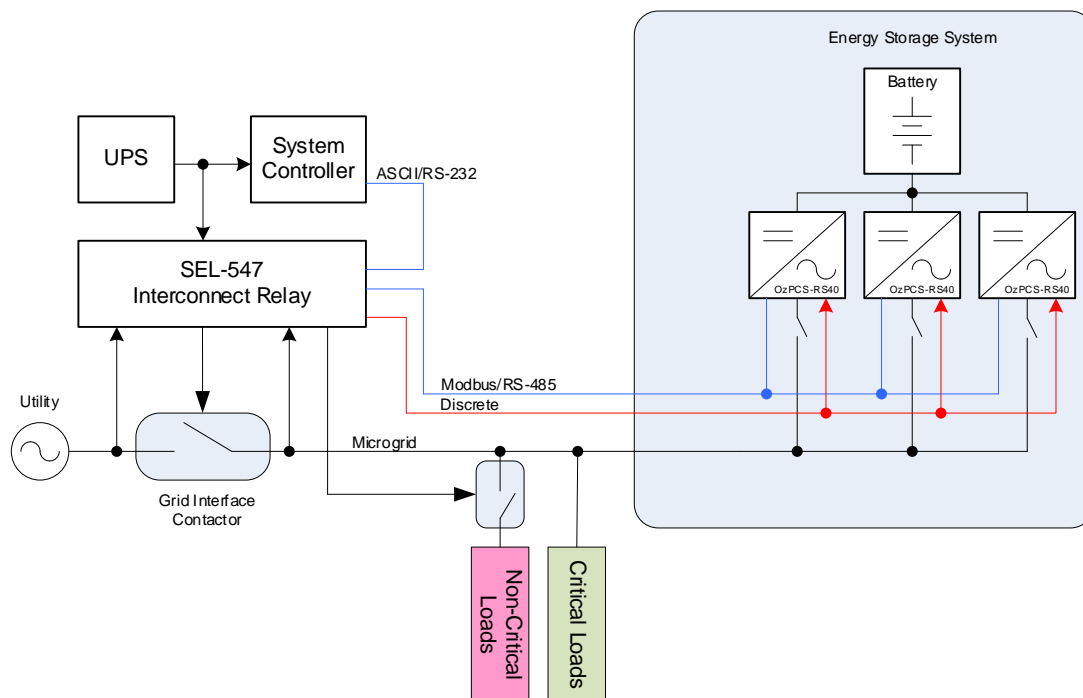 Energy Storage System
Battery
UPS
System
Controller
ASCII/RS-232
SEL-547
Interconnect Relay
OzPCS-RS40
OzPCS-RS40
OzPCS-RS40
Modbus/RS-485
Discrete
Utility
Microgrid
Grid Interface
Contactor
Non-Critical
Loads
Critical Loads